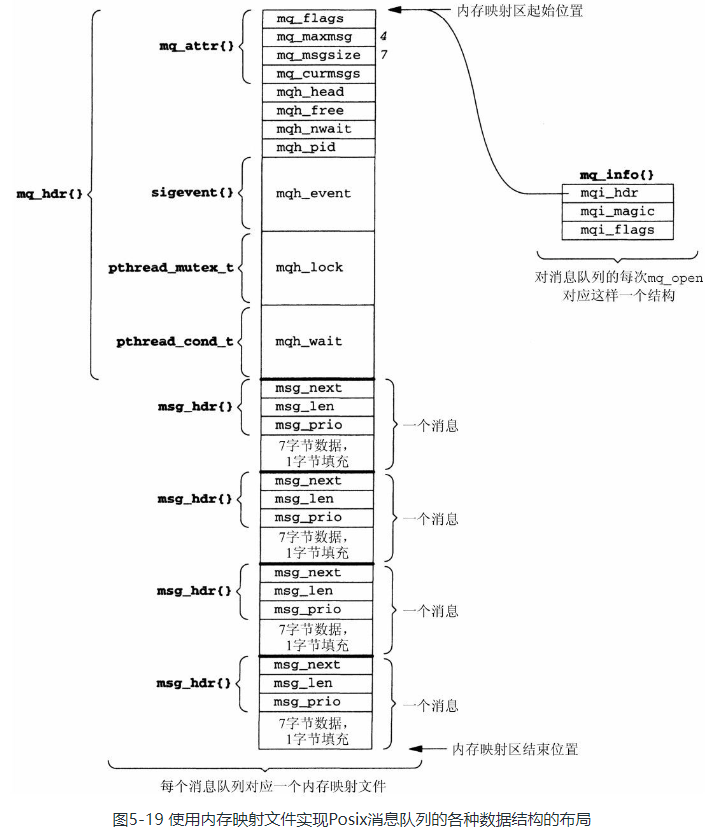 内存映射区起始位置
mq_attr{}
mq_flags
mq_maxmsg 4
mq_msgsize 7
mq_curmsgs
mqh_head
mqh_free
mqh_nwait
mqh_pid
mq_hdr{}
sigevent{}
mqh_event
pthread_mutex_t
mqh_lock
pthread_cond_t
mqh_wait
mq_info{}
mqi_hdr
mqi_magic
mqi_flags
对消息队列的每次mq_open
对应这样一个结构
msg_hdr{}
msg_next
msg_len
msg_prio
7字节数据，
1字节填充
一个消息
msg_hdr{}
msg_next
msg_len
msg_prio
7字节数据，
1字节填充
一个消息
msg_hdr{}
msg_next
msg_len
msg_prio
7字节数据，
1字节填充
一个消息
msg_hdr{}
msg_next
msg_len
msg_prio
7字节数据，
1字节填充
一个消息
内存映射区结束位置
每个消息队列对应一个内存映射文件
图5-19 使用内存映射文件实现Posix消息队列的各种数据结构的布局